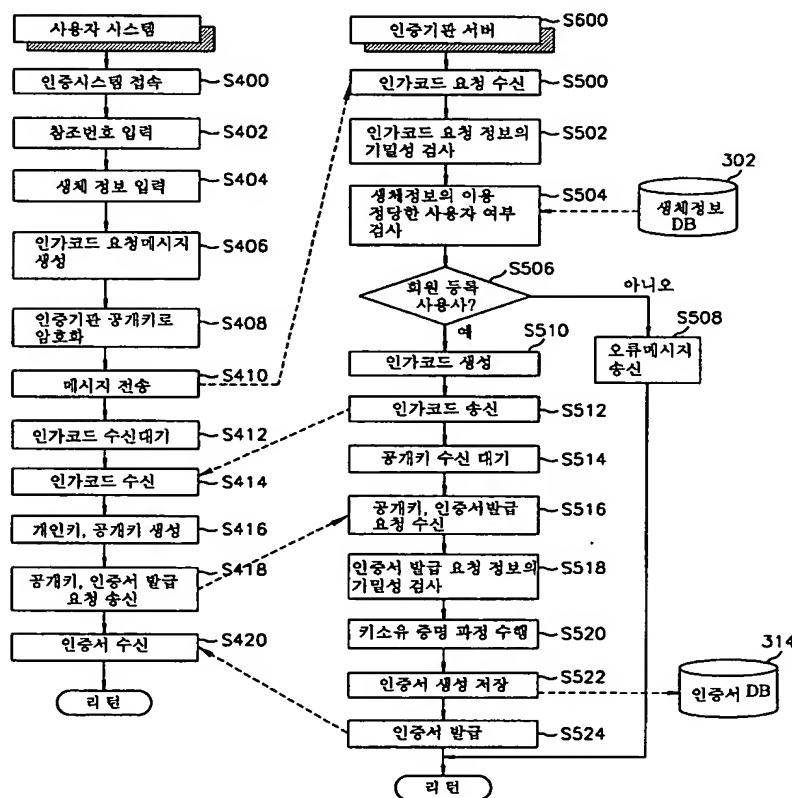 사용자 시스템
인증시스템 접속
S400
참조번호 입력
S402
생체 정보 입력
S404
인가코드 요청메시지
생성
S406
인증기관 공개키로
암호화
S408
메시지 전송
S410
인가코드 수신대기
S412
인가코드 수신
S414
개인키, 공개키 생성
S416
공개키, 인증서 발급
요청 송신
S418
인증서 수신
S420
리턴
인증기관 서버
S600
인가코드 요청 수신
S500
인가코드 요청 정보의
기밀성 검사
S502
생체정보의 이용
정당한 사용자 여부
검사
S504
302
생체정보
DB
회원 등록
사용사?
S506
아니오
예
오류메시지
송신
S508
인가코드 생성
S510
인가코드 송신
S512
공개키 수신 대기
S514
공개키, 인증서발급
요청 수신
S516
인증서 발급 요청 정보의
기밀성 검사
S518
키소유 증명 과정 수행
S520
인증서 생성 저장
S522
314
인증서 DB
인증서 발급
S524
리턴